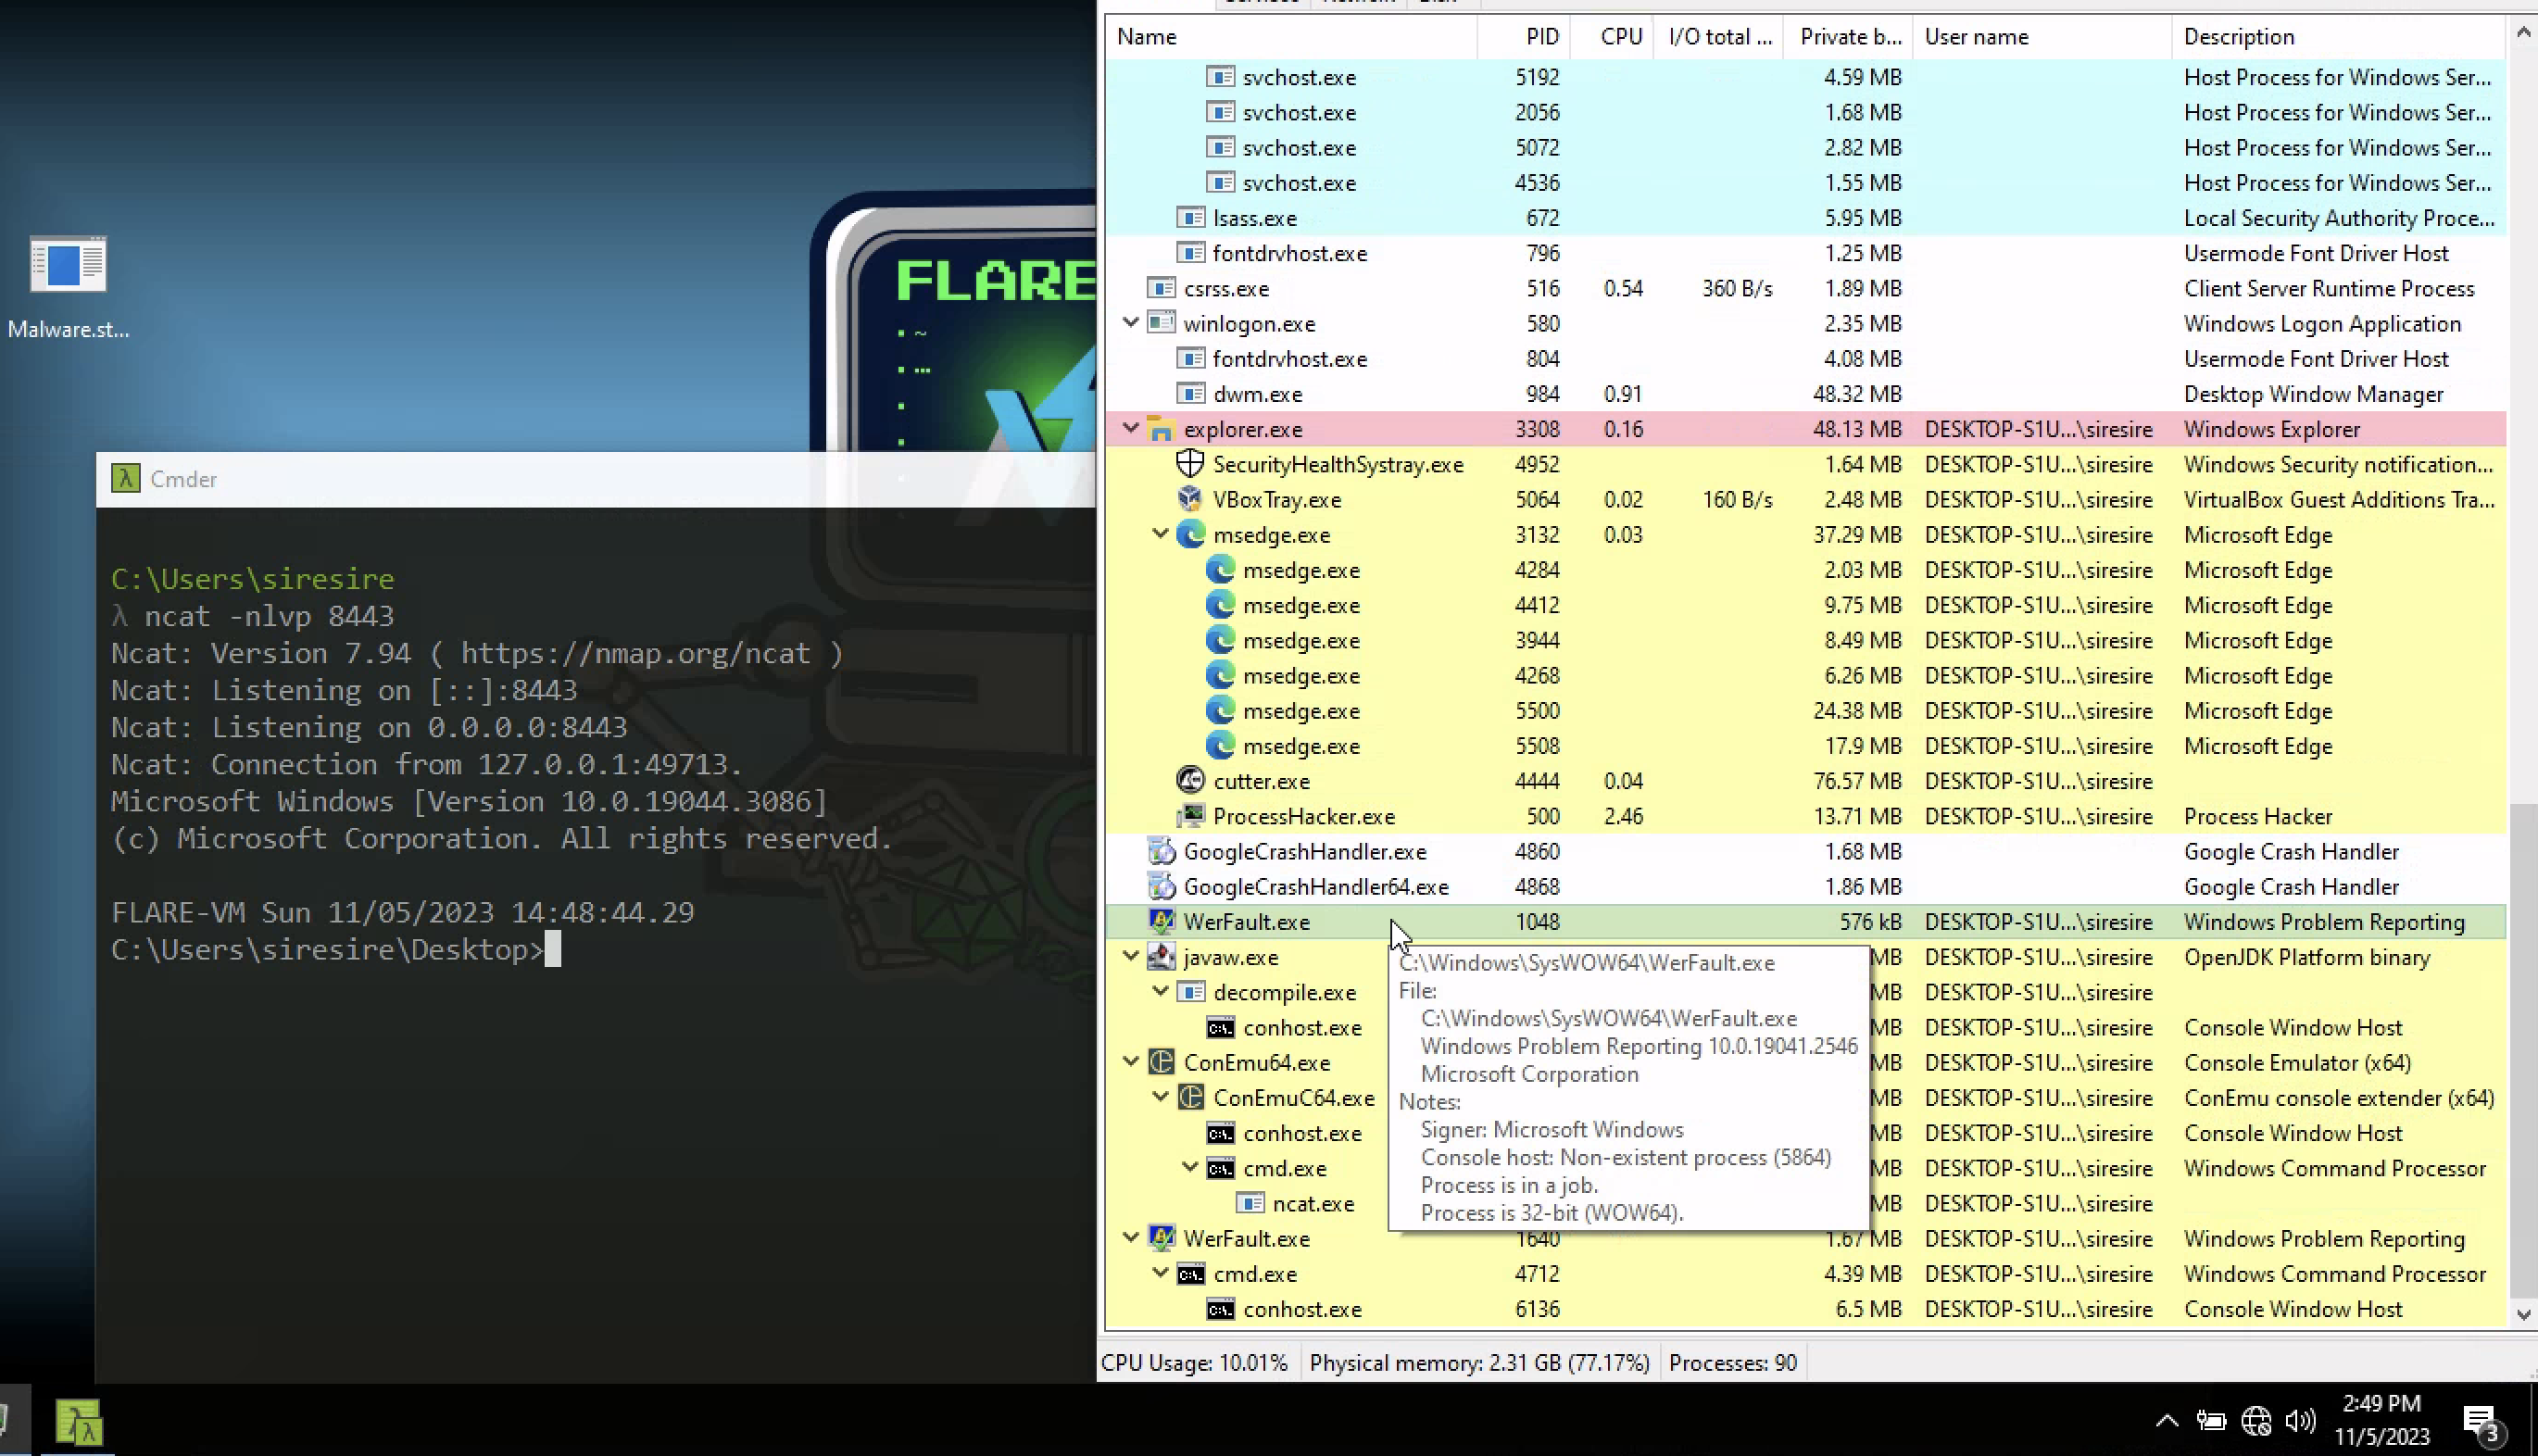 Malware.st...
FLARE
Cmder
C:\Users\siresire
λ ncat -nlvp 8443
Ncat: Version 7.94 ( https://nmap.org/ncat )
Ncat: Listening on [::]:8443
Ncat: Listening on 0.0.0.0:8443
Ncat: Connection from 127.0.0.1:49713.
Microsoft Windows [Version 10.0.19044.3086]
(c) Microsoft Corporation. All rights reserved.
FLARE-VM Sun 11/05/2023 14:48:44.29
C:\Users\siresire\Desktop>
Services Network Disk
Name PID CPU I/O total ... Private b... User name Description
svchost.exe 5192 4.59 MB Host Process for Windows Ser...
svchost.exe 2056 1.68 MB Host Process for Windows Ser...
svchost.exe 5072 2.82 MB Host Process for Windows Ser...
svchost.exe 4536 1.55 MB Host Process for Windows Ser...
lsass.exe 672 5.95 MB Local Security Authority Proce...
fontdrvhost.exe 796 1.25 MB Usermode Font Driver Host
csrss.exe 516 0.54 360 B/s 1.89 MB Client Server Runtime Process
winlogon.exe 580 2.35 MB Windows Logon Application
fontdrvhost.exe 804 4.08 MB Usermode Font Driver Host
dwm.exe 984 0.91 48.32 MB Desktop Window Manager
explorer.exe 3308 0.16 48.13 MB DESKTOP-S1U...\siresire Windows Explorer
SecurityHealthSystray.exe 4952 1.64 MB DESKTOP-S1U...\siresire Windows Security notification...
VBoxTray.exe 5064 0.02 160 B/s 2.48 MB DESKTOP-S1U...\siresire VirtualBox Guest Additions Tra...
msedge.exe 3132 0.03 37.29 MB DESKTOP-S1U...\siresire Microsoft Edge
msedge.exe 4284 2.03 MB DESKTOP-S1U...\siresire Microsoft Edge
msedge.exe 4412 9.75 MB DESKTOP-S1U...\siresire Microsoft Edge
msedge.exe 3944 8.49 MB DESKTOP-S1U...\siresire Microsoft Edge
msedge.exe 4268 6.26 MB DESKTOP-S1U...\siresire Microsoft Edge
msedge.exe 5500 24.38 MB DESKTOP-S1U...\siresire Microsoft Edge
msedge.exe 5508 17.9 MB DESKTOP-S1U...\siresire Microsoft Edge
cutter.exe 4444 0.04 76.57 MB DESKTOP-S1U...\siresire
ProcessHacker.exe 500 2.46 13.71 MB DESKTOP-S1U...\siresire Process Hacker
GoogleCrashHandler.exe 4860 1.68 MB Google Crash Handler
GoogleCrashHandler64.exe 4868 1.86 MB Google Crash Handler
WerFault.exe 1048 576 kB DESKTOP-S1U...\siresire Windows Problem Reporting
javaw.exe MB DESKTOP-S1U...\siresire OpenJDK Platform binary
decompile.exe MB DESKTOP-S1U...\siresire
conhost.exe MB DESKTOP-S1U...\siresire Console Window Host
ConEmu64.exe MB DESKTOP-S1U...\siresire Console Emulator (x64)
ConEmuC64.exe MB DESKTOP-S1U...\siresire ConEmu console extender (x64)
conhost.exe MB DESKTOP-S1U...\siresire Console Window Host
cmd.exe MB DESKTOP-S1U...\siresire Windows Command Processor
ncat.exe MB DESKTOP-S1U...\siresire
WerFault.exe 1640 1.67 MB DESKTOP-S1U...\siresire Windows Problem Reporting
cmd.exe 4712 4.39 MB DESKTOP-S1U...\siresire Windows Command Processor
conhost.exe 6136 6.5 MB DESKTOP-S1U...\siresire Console Window Host
C:\Windows\SysWOW64\WerFault.exe
File:
C:\Windows\SysWOW64\WerFault.exe
Windows Problem Reporting 10.0.19041.2546
Microsoft Corporation
Notes:
Signer: Microsoft Windows
Console host: Non-existent process (5864)
Process is in a job.
Process is 32-bit (WOW64).
CPU Usage: 10.01% Physical memory: 2.31 GB (77.17%) Processes: 90
2:49 PM
11/5/2023
3